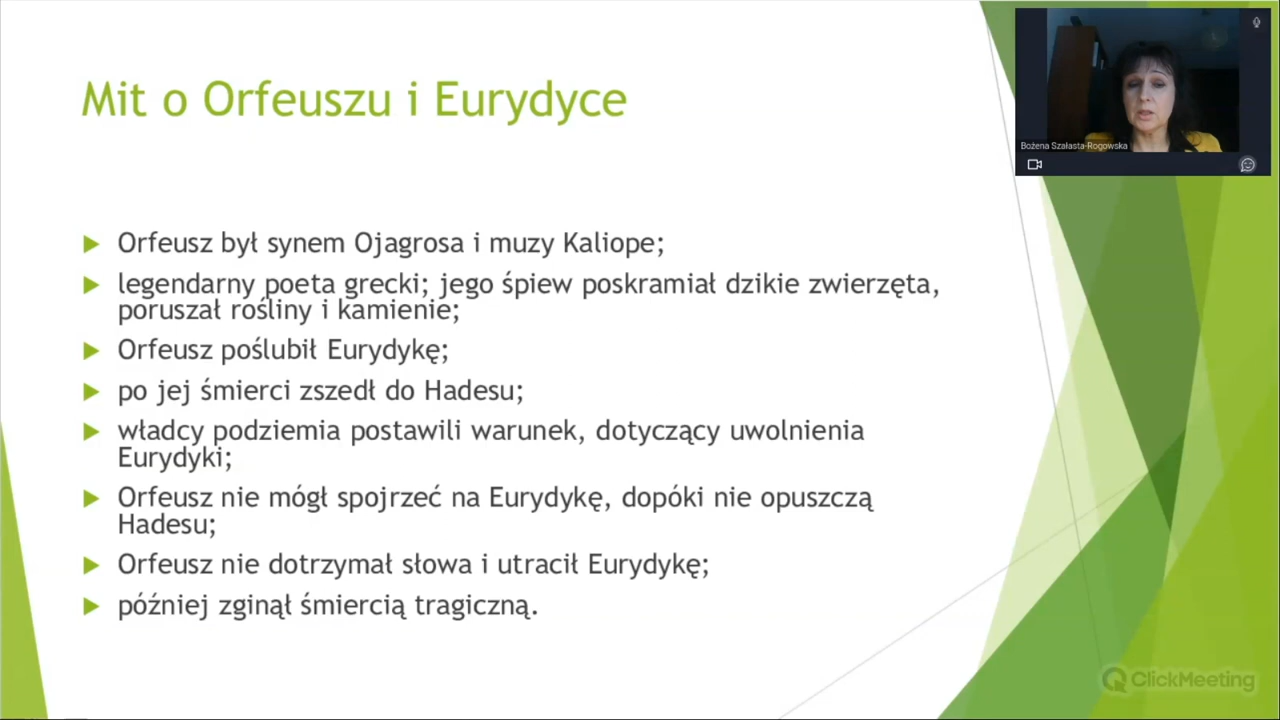 Mit o Orfeuszu i Eurydyce
Bożena Szałasta-Rogowska
Orfeusz był synem Ojagrosa i muzy Kaliope;
legendarny poeta grecki; jego śpiew poskramiał dzikie zwierzęta,
poruszał rośliny i kamienie;
Orfeusz poślubił Eurydykę;
po jej śmierci zszedł do Hadesu;
władcy podziemia postawili warunek, dotyczący uwolnienia
Eurydyki;
Orfeusz nie mógł spojrzeć na Eurydykę, dopóki nie opuszczą
Hadesu;
Orfeusz nie dotrzymał słowa i utracił Eurydykę;
później zginął śmiercią tragiczną.
ClickMeeting